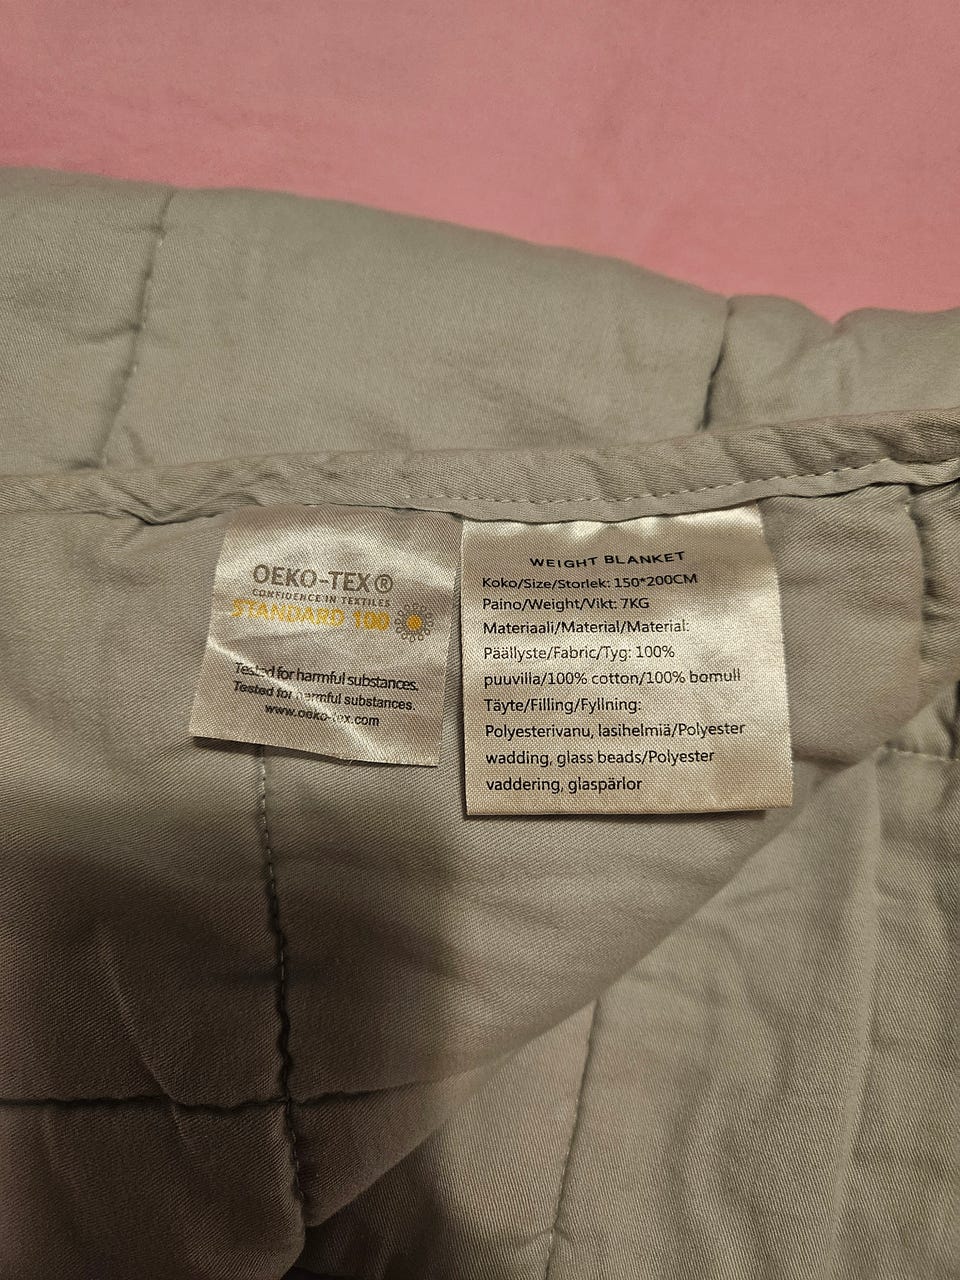 OEKO-TEX®
CONFIDENCE IN TEXTILES
STANDARD 100
Tested for harmful substances.
Tested for harmful substances.
www.oeko-tex.com
WEIGHT BLANKET
Koko/Size/Storlek: 150*200CM
Paino/Weight/Vikt: 7KG
Materiaali/Material/Material:
Päällyste/Fabric/Tyg: 100%
puuvilla/100% cotton/100% bomull
Täyte/Filling/Fyllning:
Polyesterivanu, lasihelmiä/Polyester
wadding, glass beads/Polyester
vaddering, glaspärlor